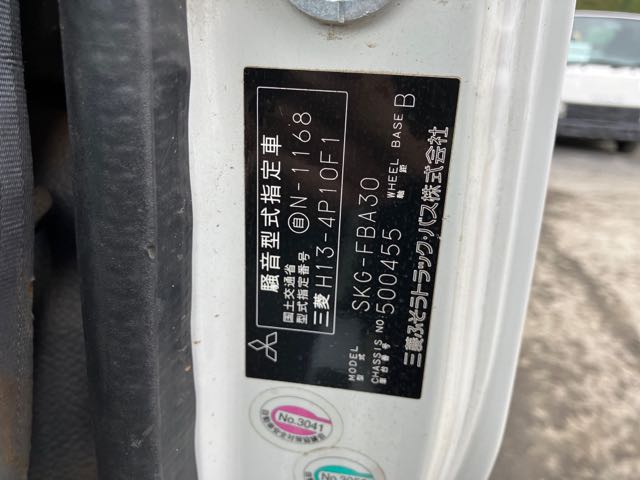 騒音型式指定車
国土交通省
型式指定番号
自 N-1168
三菱 H13-4P10F1
MODEL
型式
SKG-FBA30
CHASSIS NO.
車台番号
500455
WHEEL BASE
軸距
B
三菱ふそうトラック・バス株式会社
No.3041